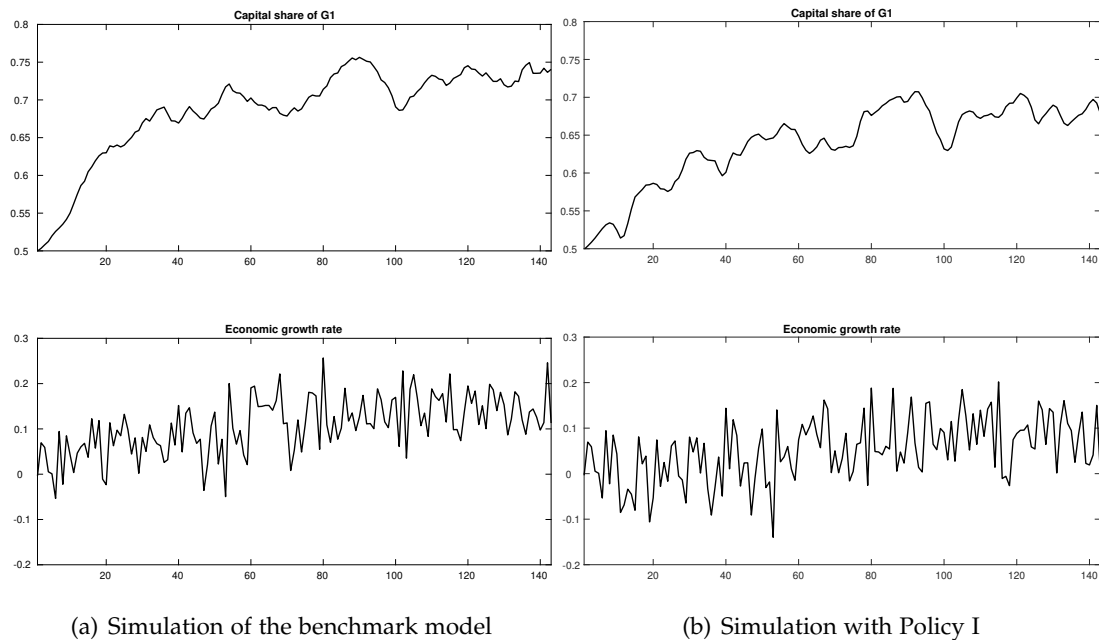 Capital share of G1
0.8
0.75
0.7
0.65
0.6
0.55
0.5
20 40 60 80 100 120 140
Economic growth rate
0.3
0.2
0.1
0
-0.1
-0.2
20 40 60 80 100 120 140
(a) Simulation of the benchmark model
Capital share of G1
0.8
0.75
0.7
0.65
0.6
0.55
0.5
20 40 60 80 100 120 140
Economic growth rate
0.3
0.2
0.1
0
-0.1
-0.2
20 40 60 80 100 120 140
(b) Simulation with Policy I